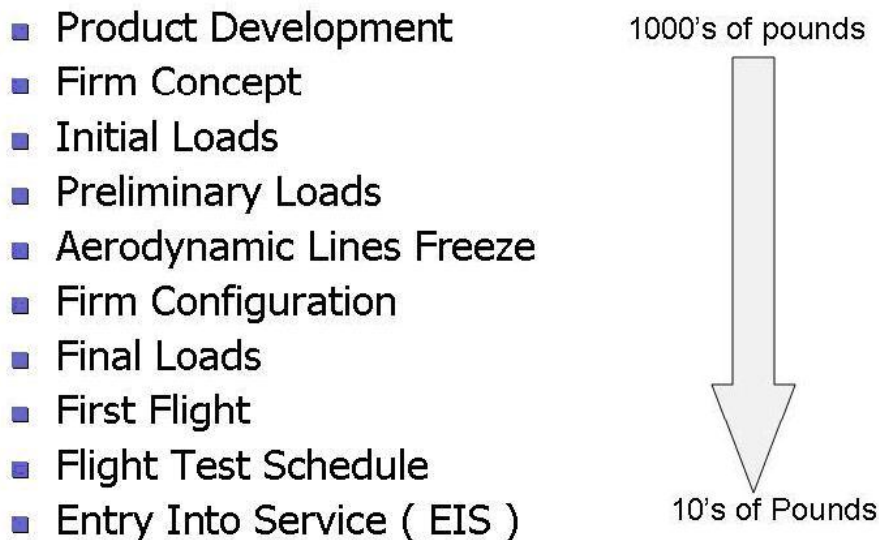 Product Development
1000's of pounds
Firm Concept
Initial Loads
Preliminary Loads
Aerodynamic Lines Freeze
Firm Configuration
Final Loads
First Flight
Flight Test Schedule
Entry Into Service ( EIS )
10's of Pounds